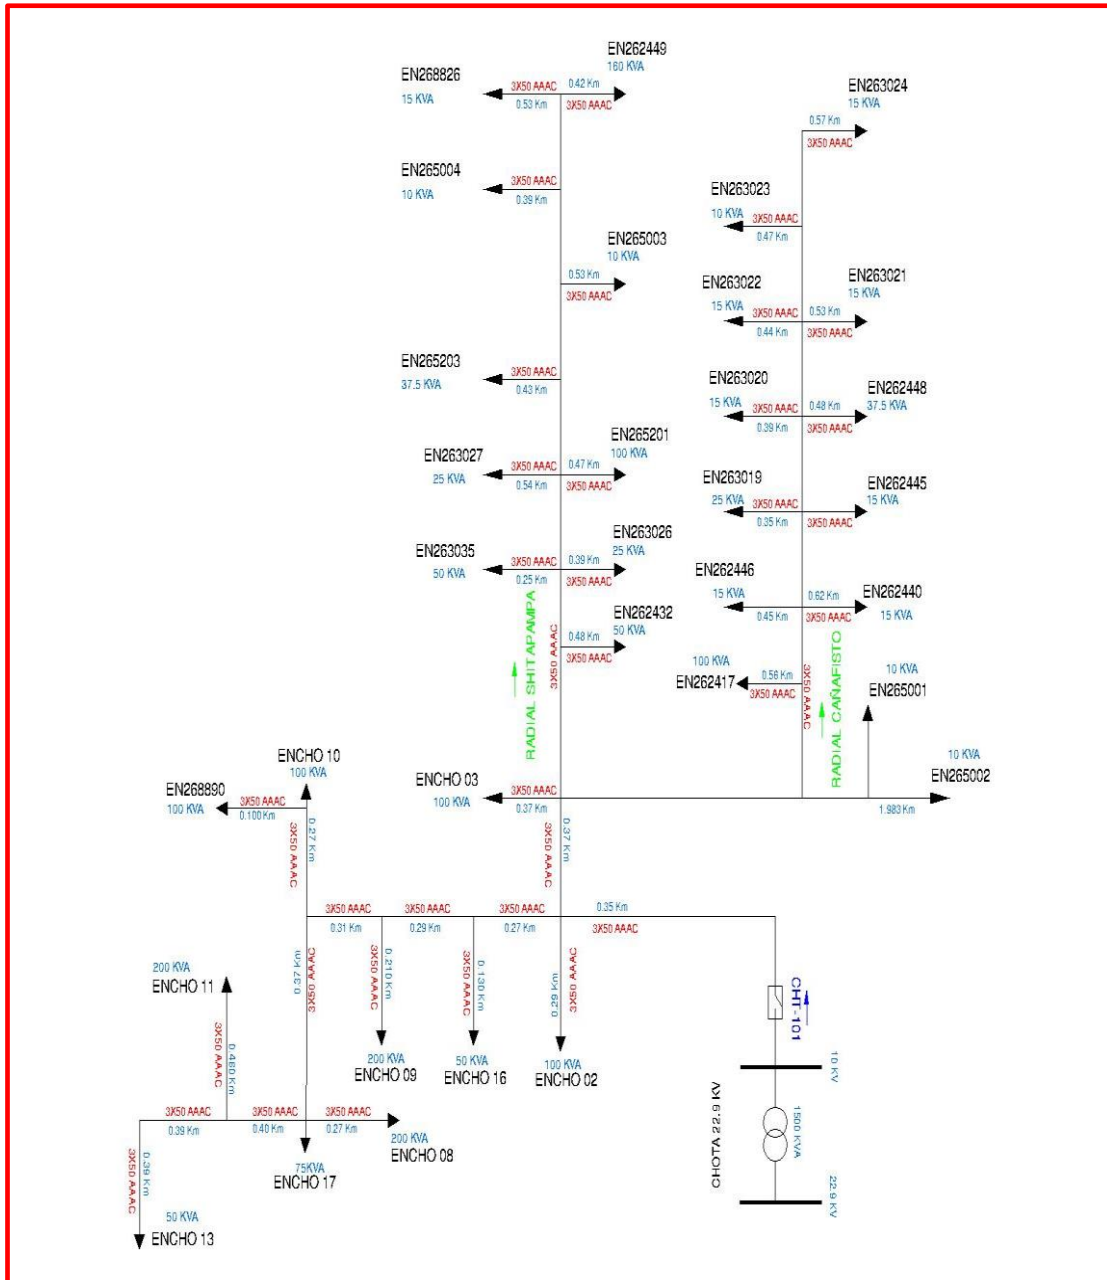 EN262449
160 KVA
EN268826
15 KVA
3X50 AAAC
0.53 Km
0.42 Km
3X50 AAAC
EN263024
15 KVA
0.57 Km
3X50 AAAC
EN265004
10 KVA
3X50 AAAC
0.39 Km
EN263023
10 KVA
3X50 AAAC
0.47 Km
EN265003
10 KVA
0.53 Km
3X50 AAAC
EN263022
15 KVA
3X50 AAAC
0.44 Km
EN263021
15 KVA
0.53 Km
3X50 AAAC
EN265203
37.5 KVA
3X50 AAAC
0.43 Km
EN263020
15 KVA
3X50 AAAC
0.39 Km
EN262448
37.5 KVA
0.48 Km
3X50 AAAC
EN263027
25 KVA
3X50 AAAC
0.54 Km
EN265201
100 KVA
0.47 Km
3X50 AAAC
EN263019
25 KVA
3X50 AAAC
0.35 Km
EN262445
15 KVA
3X50 AAAC
EN263035
50 KVA
3X50 AAAC
0.25 Km
EN263026
25 KVA
0.39 Km
3X50 AAAC
EN262446
15 KVA
0.45 Km
EN262440
15 KVA
0.62 Km
3X50 AAAC
EN262432
50 KVA
0.48 Km
3X50 AAAC
3X50 AAAC
RADIAL SHITAPAMPA
100 KVA
EN262417
0.56 Km
3X50 AAAC
3X50 AAAC
RADIAL CAÑAFISTO
10 KVA
EN265001
10 KVA
EN265002
1.983 Km
ENCHO 10
100 KVA
ENCHO 03
100 KVA
3X50 AAAC
0.37 Km
EN268890
100 KVA
3X50 AAAC
0.100 Km
0.27 Km
3X50 AAAC
0.37 Km
3X50 AAAC
3X50 AAAC
0.31 Km
3X50 AAAC
0.29 Km
3X50 AAAC
0.27 Km
0.35 Km
3X50 AAAC
0.37 Km
3X50 AAAC
0.210 Km
3X50 AAAC
0.130 Km
3X50 AAAC
0.26 Km
3X50 AAAC
200 KVA
ENCHO 11
0.460 Km
3X50 AAAC
CHT-101
200 KVA
ENCHO 09
50 KVA
ENCHO 16
100 KVA
ENCHO 02
10 KV
CHOTA 22.9 KV
1500 KVA
22.9 KV
3X50 AAAC
0.39 Km
3X50 AAAC
0.40 Km
3X50 AAAC
0.27 Km
200 KVA
ENCHO 08
75KVA
ENCHO 17
0.39 Km
3X50 AAAC
50 KVA
ENCHO 13